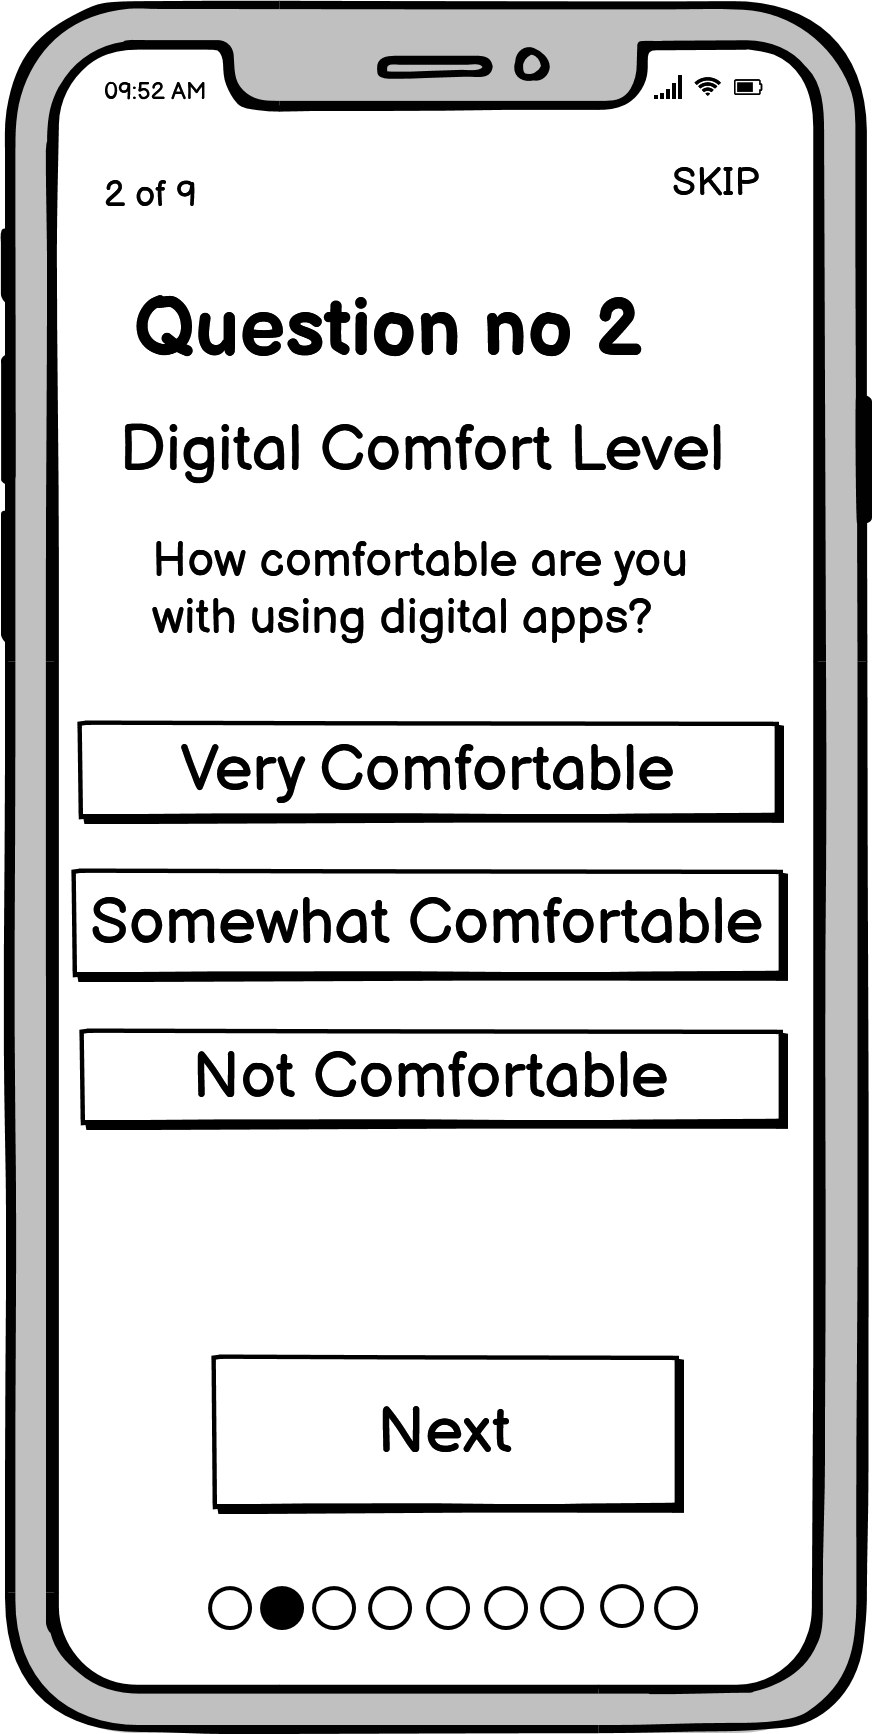 09:52 AM
2 of 9
SKIP
Question no 2
Digital Comfort Level
How comfortable are you
with using digital apps?
Very Comfortable
Somewhat Comfortable
Not Comfortable
Next